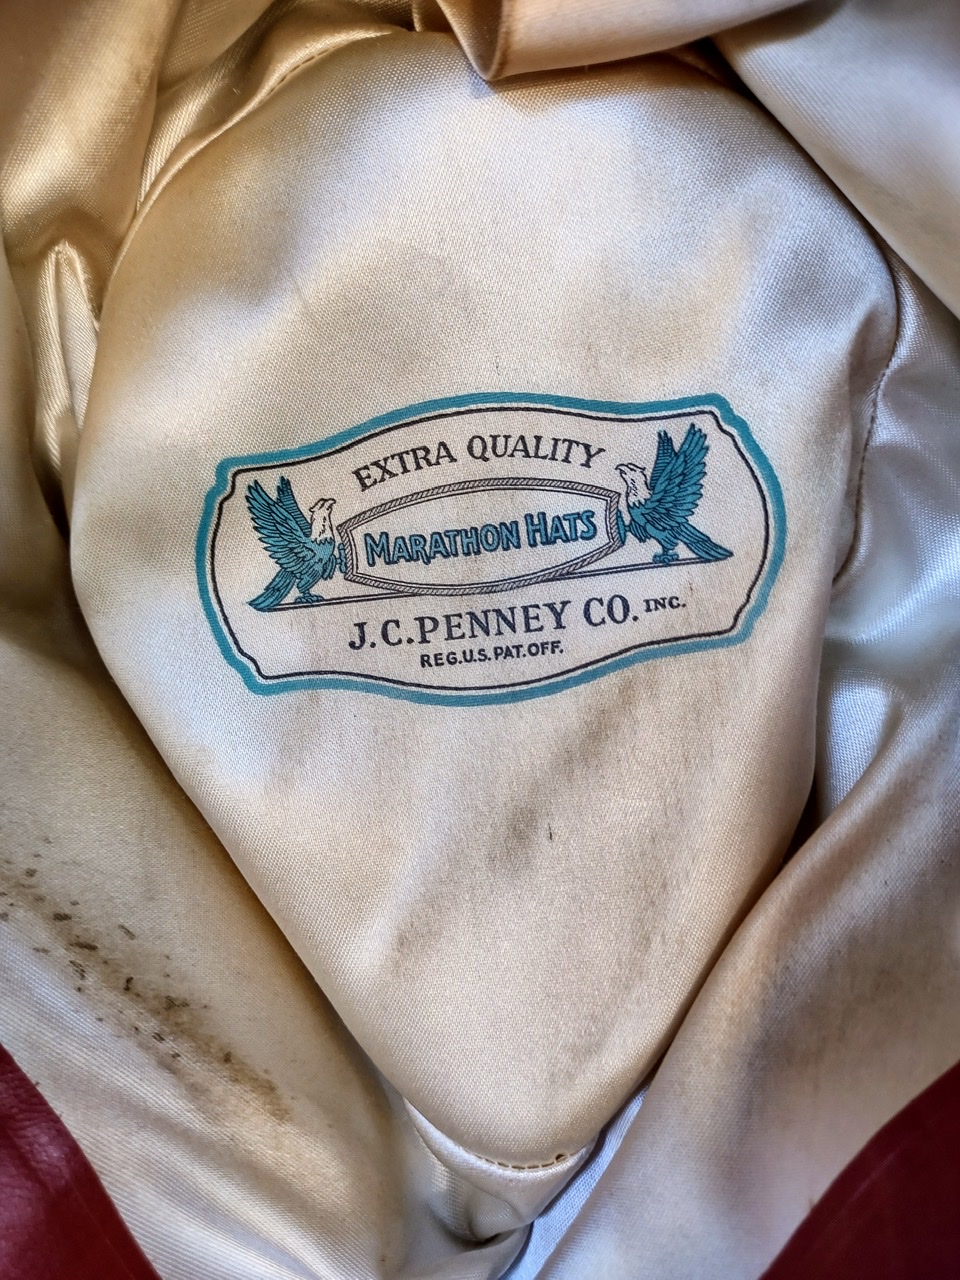 EXTRA QUALITY
MARATHON HATS
J.C.PENNEY CO. INC.
REG.U.S.PAT.OFF.